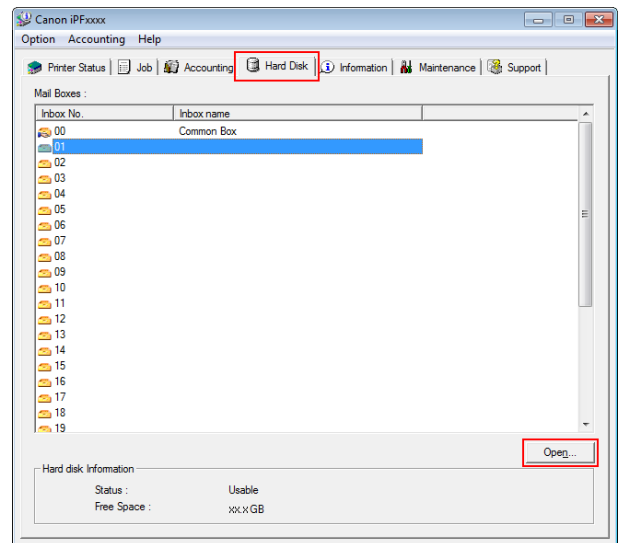 Canon iPFxxxx
Option Accounting Help
Printer Status Job Accounting Hard Disk Information Maintenance Support
Mail Boxes :
Inbox No. Inbox name
00 Common Box
01
02
03
04
05
06
07
08
09
10
11
12
13
14
15
16
17
18
19
Open...
Hard disk Information
Status : Usable
Free Space : xx.xGB